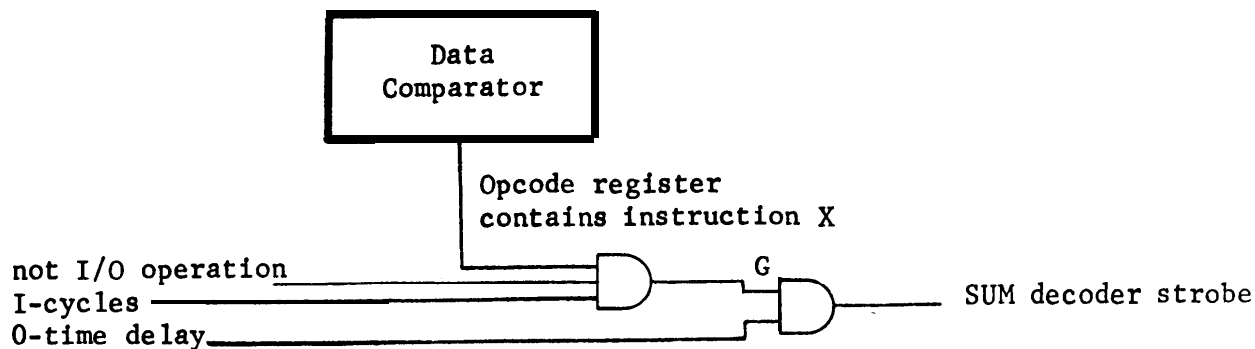 Data
Comparator
Opcode register
contains instruction X
not I/O operation
I-cycles
0-time delay
G
SUM decoder strobe